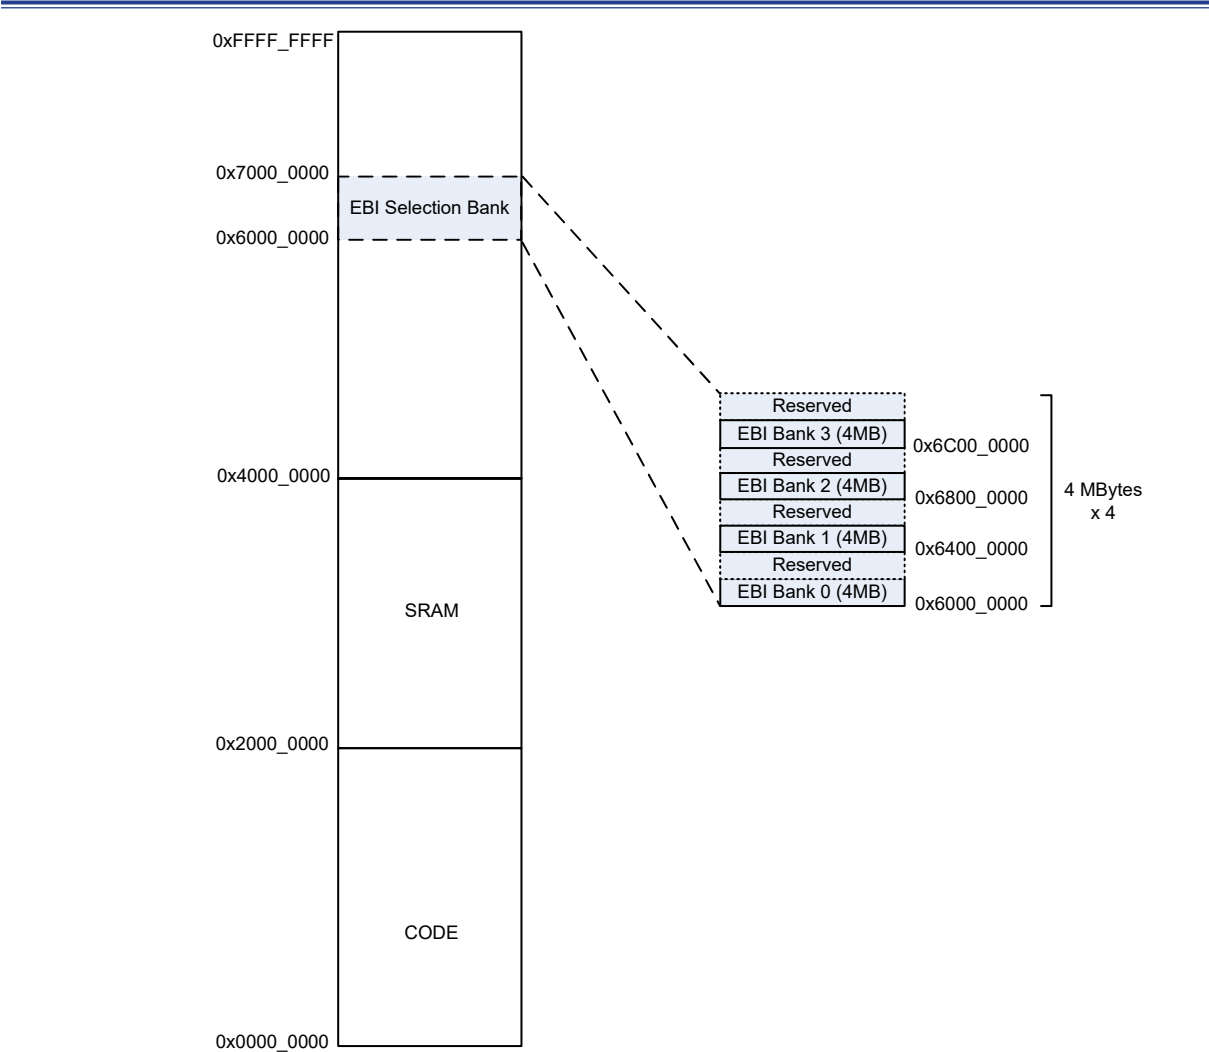 0xFFFF_FFFF
0x7000_0000
EBI Selection Bank
0x6000_0000
0x4000_0000
SRAM
0x2000_0000
CODE
0x0000_0000
Reserved
EBI Bank 3 (4MB)
0x6C00_0000
Reserved
EBI Bank 2 (4MB)
0x6800_0000
Reserved
EBI Bank 1 (4MB)
0x6400_0000
Reserved
EBI Bank 0 (4MB)
0x6000_0000
4 MBytes
x 4